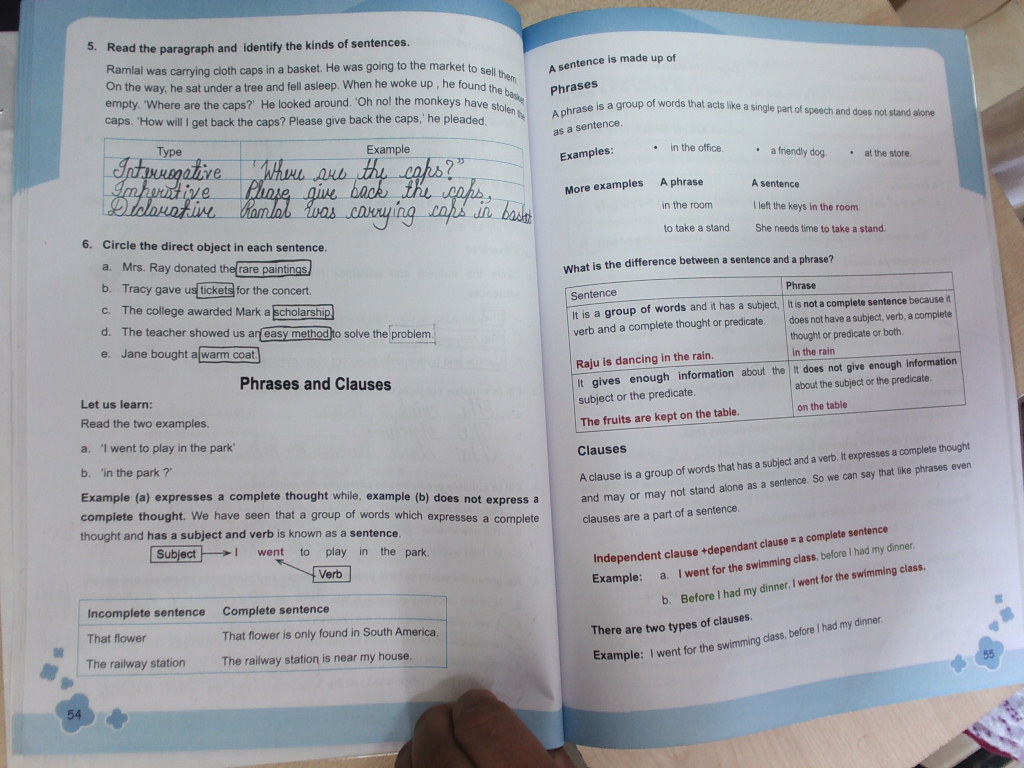 5. Read the paragraph and identify the kinds of sentences.
Ramlal was carrying cloth caps in a basket. He was going to the market to sell them.
On the way, he sat under a tree and fell asleep. When he woke up , he found the basket
empty. 'Where are the caps?' He looked around. 'Oh no! the monkeys have stolen the
caps. 'How will I get back the caps? Please give back the caps,' he pleaded.
Type Example
Interrogative 'Where are the caps?"
Imperative Please give back the caps,
Declarative Ramlal was carrying caps in basket
6. Circle the direct object in each sentence.
a. Mrs. Ray donated the rare paintings.
b. Tracy gave us tickets for the concert.
c. The college awarded Mark a scholarship.
d. The teacher showed us an easy method to solve the problem.
e. Jane bought a warm coat.
Phrases and Clauses
Let us learn:
Read the two examples.
a. 'I went to play in the park'
b. 'in the park ?'
Example (a) expresses a complete thought while, example (b) does not express a
complete thought. We have seen that a group of words which expresses a complete
thought and has a subject and verb is known as a sentence.
Subject I went to play in the park.
Verb
Incomplete sentence Complete sentence
That flower That flower is only found in South America.
The railway station The railway station is near my house.
54
A sentence is made up of
Phrases
A phrase is a group of words that acts like a single part of speech and does not stand alone
as a sentence.
Examples: • in the office. • a friendly dog. • at the store.
More examples A phrase A sentence
in the room I left the keys in the room.
to take a stand She needs time to take a stand.
What is the difference between a sentence and a phrase?
Sentence Phrase
It is a group of words and it has a subject,
verb and a complete thought or predicate.
Raju is dancing in the rain.
It is not a complete sentence because it
does not have a subject, verb, a complete
thought or predicate or both.
in the rain
It gives enough information about the
subject or the predicate.
The fruits are kept on the table.
It does not give enough information
about the subject or the predicate.
on the table
Clauses
A clause is a group of words that has a subject and a verb. It expresses a complete thought
and may or may not stand alone as a sentence. So we can say that like phrases even
clauses are a part of a sentence.
Independent clause +dependant clause = a complete sentence
Example: a. I went for the swimming class, before I had my dinner.
b. Before I had my dinner, I went for the swimming class.
There are two types of clauses.
Example: I went for the swimming class, before I had my dinner.
55